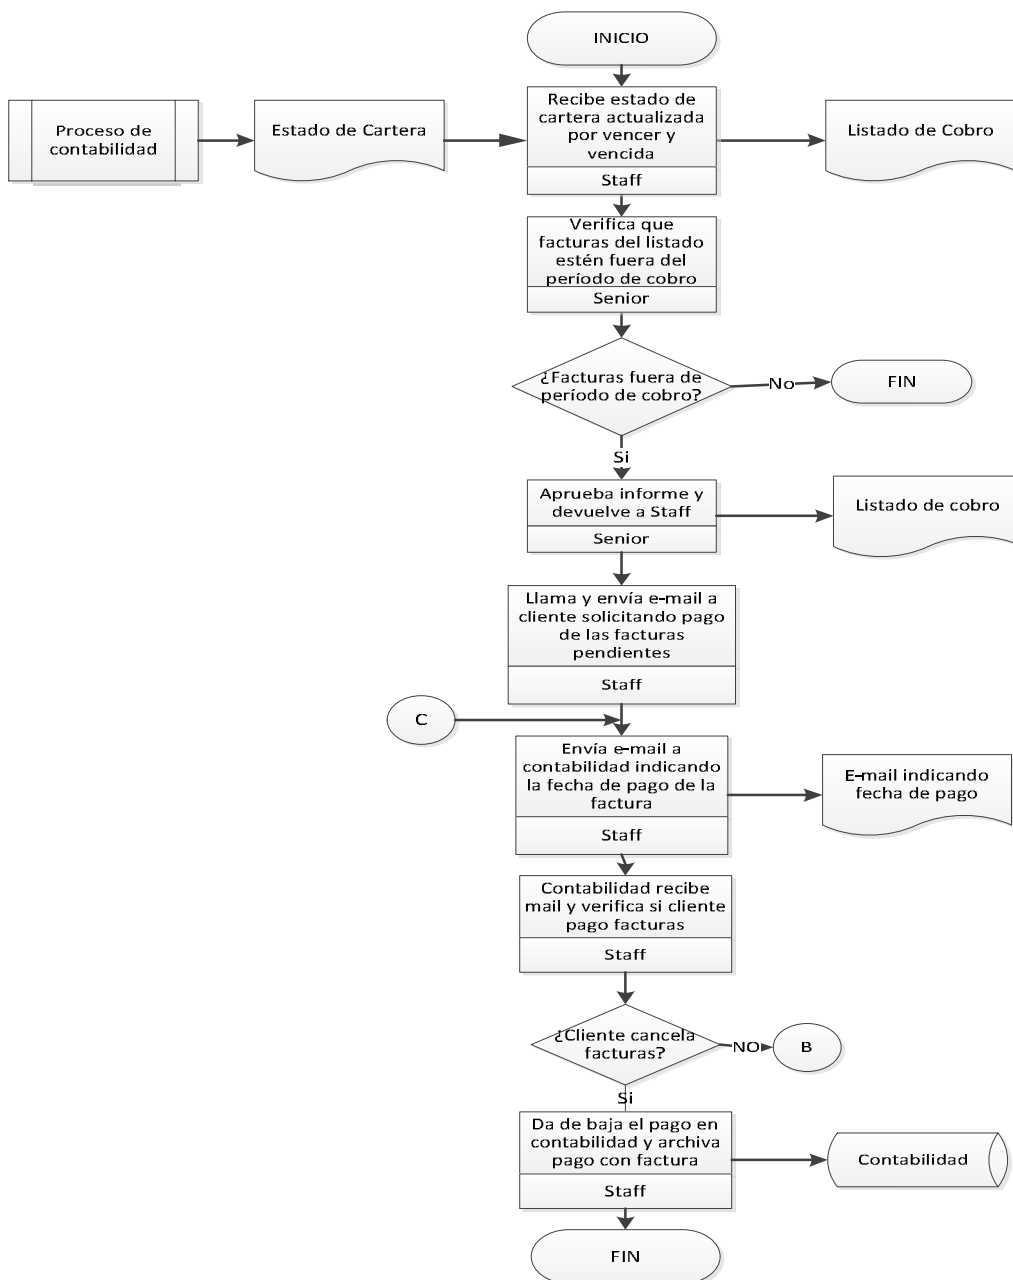 INICIO
Proceso de
contabilidad
Estado de Cartera
Recibe estado de
cartera actualizada
por vencer y
vencida
Staff
Listado de Cobro
Verifica que
facturas del listado
estén fuera del
período de cobro
Senior
¿Facturas fuera de
período de cobro?
No
FIN
Si
Aprueba informe y
devuelve a Staff
Senior
Listado de cobro
Llama y envía e-mail a
cliente solicitando pago
de las facturas
pendientes
Staff
C
Envía e-mail a
contabilidad indicando
la fecha de pago de la
factura
Staff
E-mail indicando
fecha de pago
Contabilidad recibe
mail y verifica si cliente
pago facturas
Staff
¿Cliente cancela
facturas?
NO
B
Si
Da de baja el pago en
contabilidad y archiva
pago con factura
Staff
Contabilidad
FIN